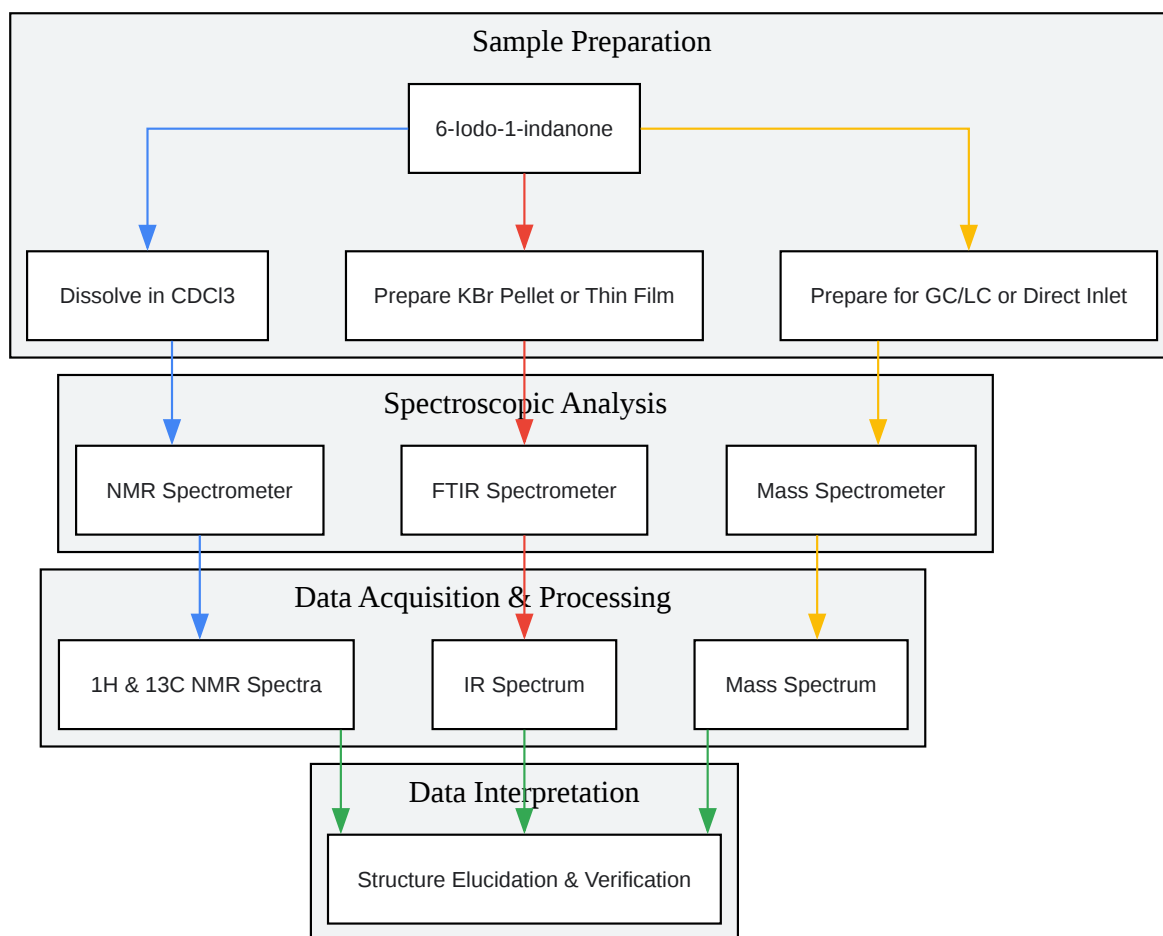 Sample Preparation
6-Iodo-1-indanone
Dissolve in CDCl3
Prepare KBr Pellet or Thin Film
Prepare for GC/LC or Direct Inlet
Spectroscopic Analysis
NMR Spectrometer
FTIR Spectrometer
Mass Spectrometer
Data Acquisition & Processing
1H & 13C NMR Spectra
IR Spectrum
Mass Spectrum
Data Interpretation
Structure Elucidation & Verification